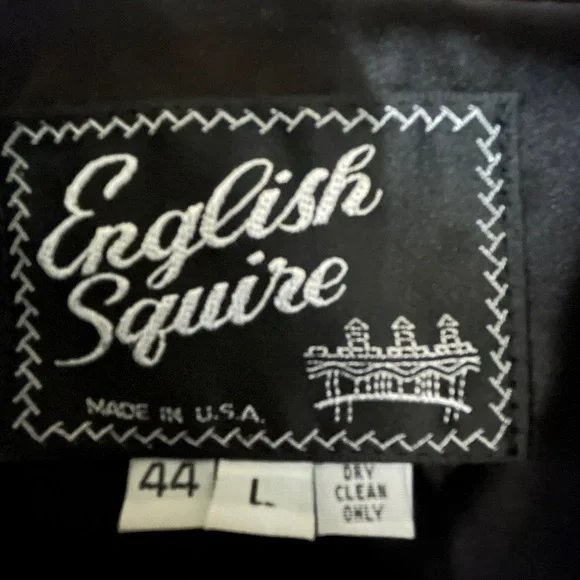 English
Squire
MADE IN U.S.A.
44
L
DRY
CLEAN
ONLY